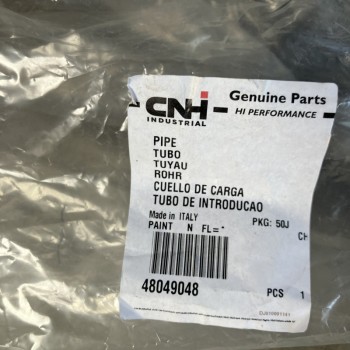 CNH
INDUSTRIAL
Genuine Parts
HI PERFORMANCE
PIPE
TUBO
TUYAU
ROHR
CUELLO DE CARGA
TUBO DE INTRODUCAO
Made in ITALY
PKG: 50J
CH
PAINT N FL=*
48049048
PCS 1